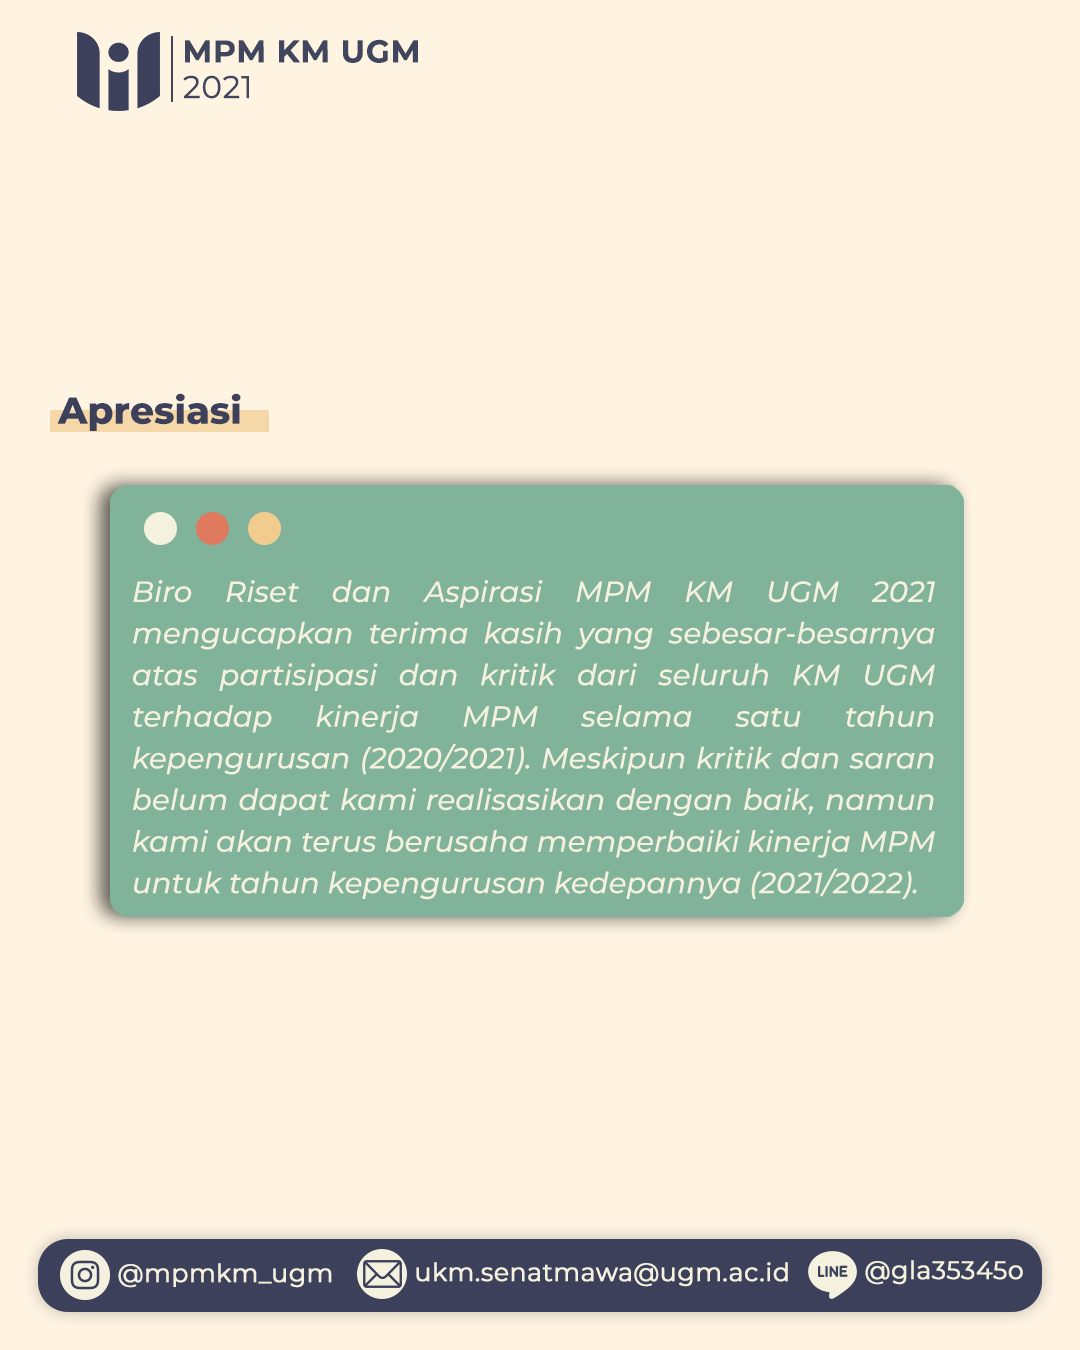 MPM KM UGM
2021
Apresiasi
Biro Riset dan Aspirasi MPM KM UGM 2021
mengucapkan terima kasih yang sebesar-besarnya
atas partisipasi dan kritik dari seluruh KM UGM
terhadap kinerja MPM selama satu tahun
kepengurusan (2020/2021). Meskipun kritik dan saran
belum dapat kami realisasikan dengan baik, namun
kami akan terus berusaha memperbaiki kinerja MPM
untuk tahun kepengurusan kedepannya (2021/2022).
@mpmkm_ugm
ukm.senatmawa@ugm.ac.id
LINE
@gla35345o